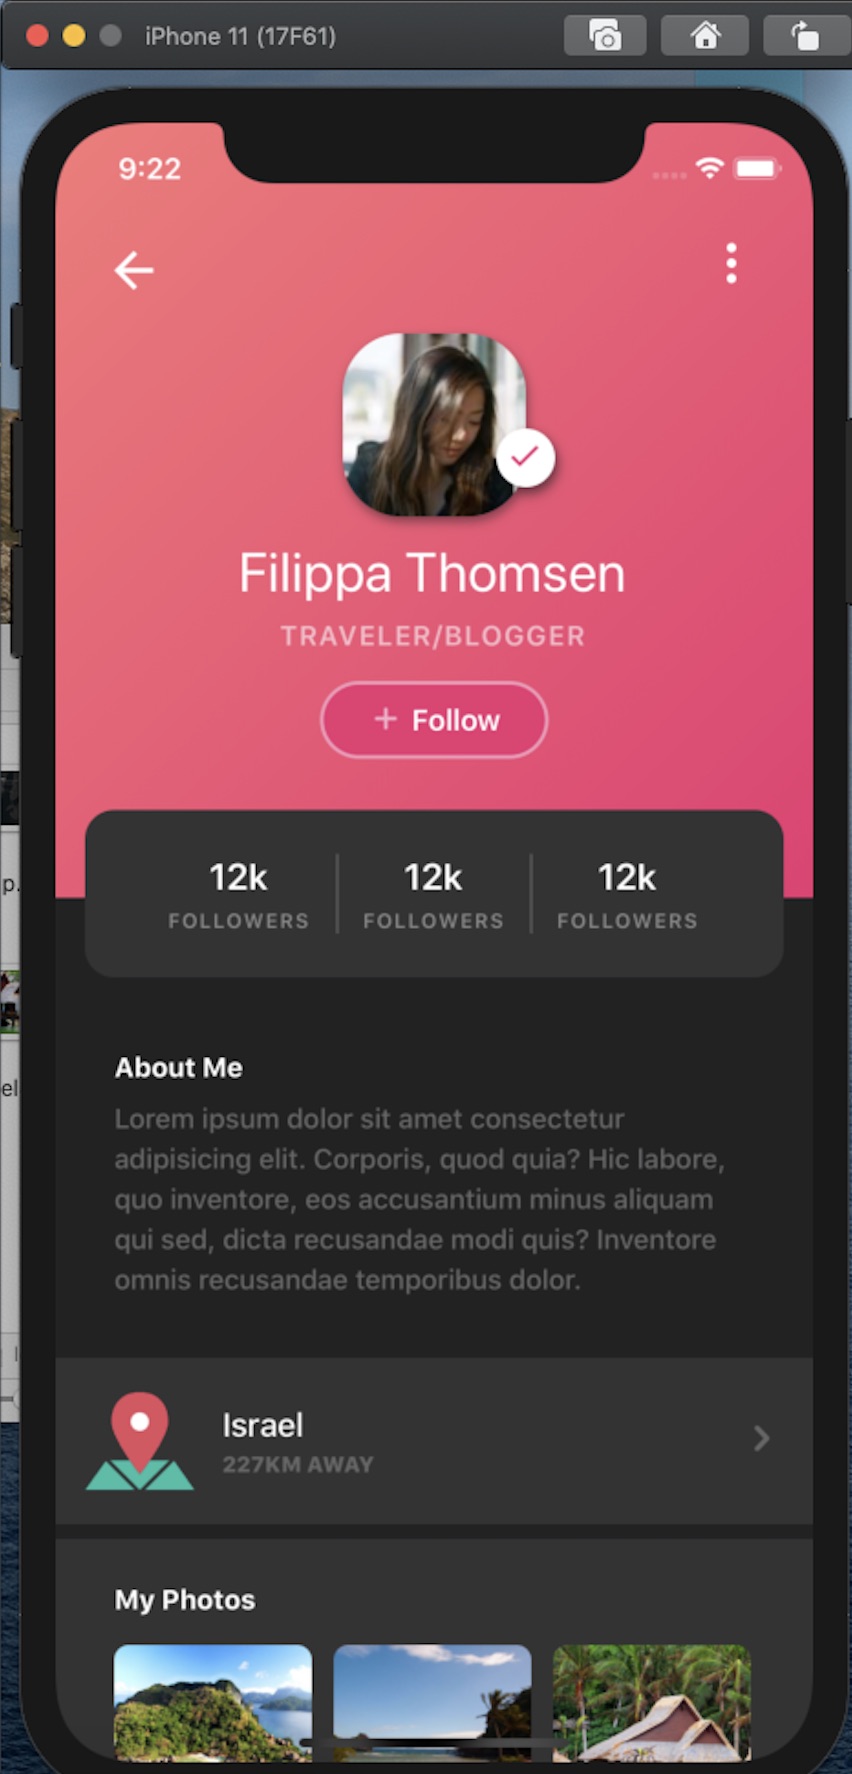 iPhone 11 (17F61)
9:22
Filippa Thomsen
TRAVELER/BLOGGER
+ Follow
12k 12k 12k
FOLLOWERS FOLLOWERS FOLLOWERS
About Me
Lorem ipsum dolor sit amet consectetur
adipisicing elit. Corporis, quod quia? Hic labore,
quo inventore, eos accusantium minus aliquam
qui sed, dicta recusandae modi quis? Inventore
omnis recusandae temporibus dolor.
Israel
227KM AWAY
My Photos
p.
el